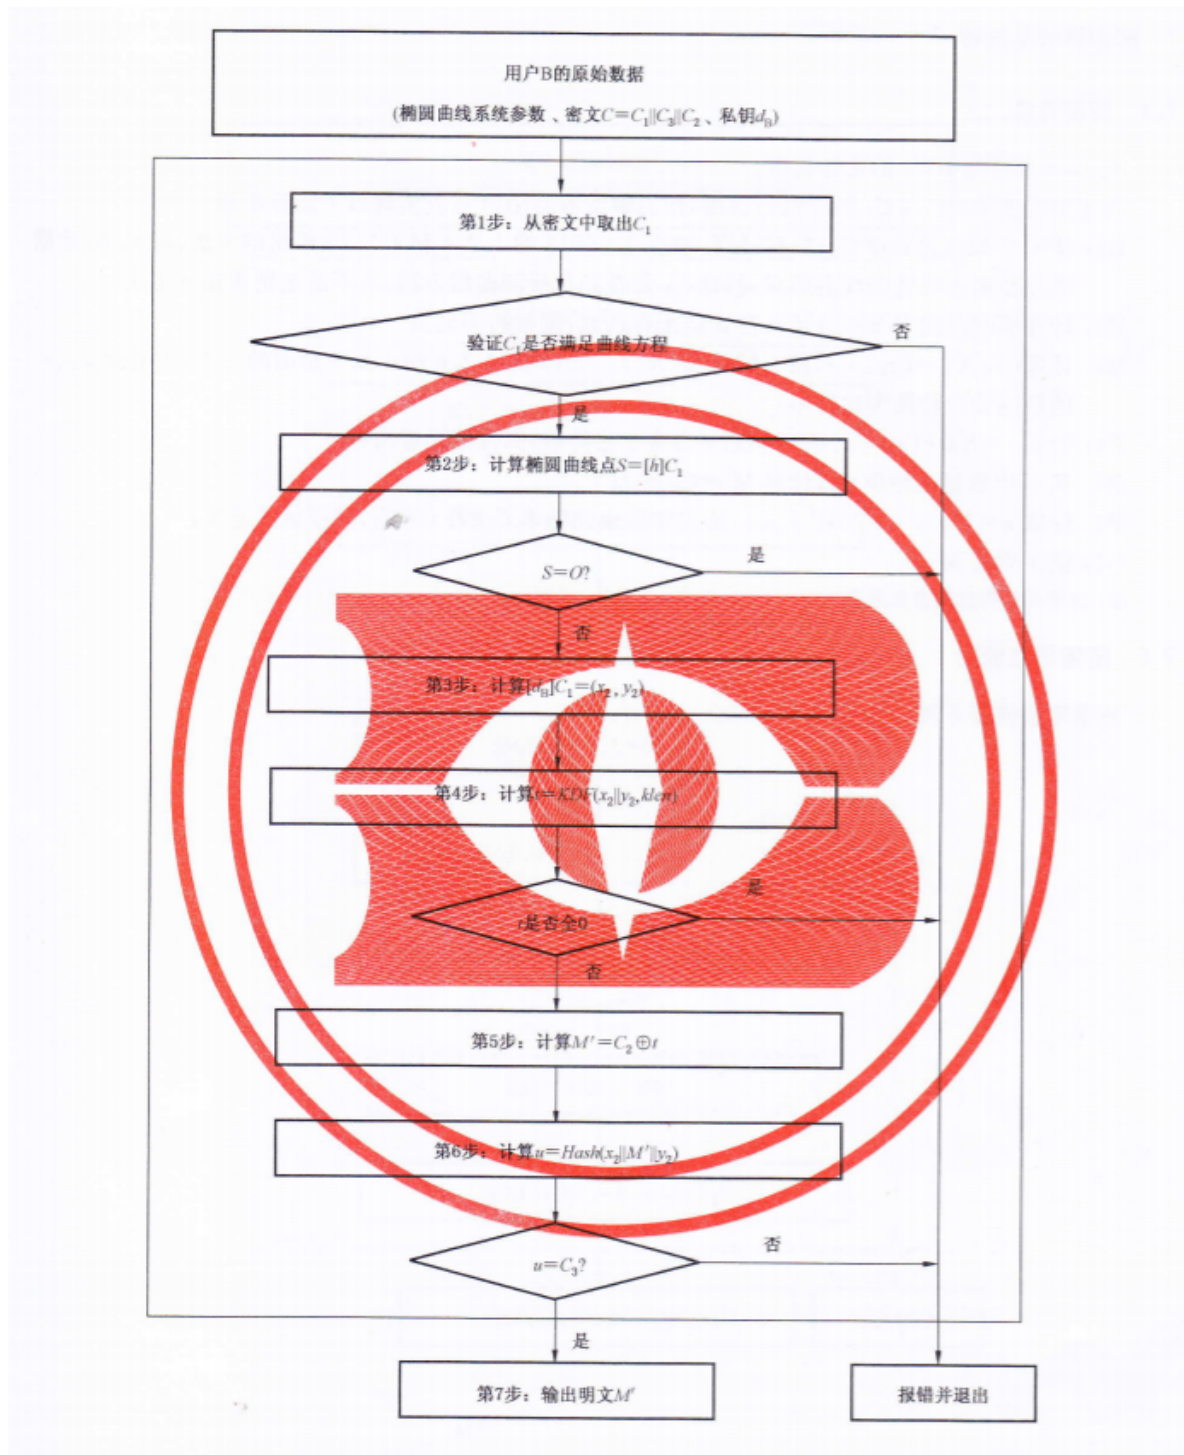 用户B的原始数据
(椭圆曲线系统参数、密文C=C₁||C₃||C₂、私钥d_B)
第1步：从密文中取出C₁
验证C₁是否满足曲线方程
否
是
第2步：计算椭圆曲线点S=[h]C₁
S=O?
是
否
第3步：计算[d_B]C₁=(x₂, y₂)
第4步：计算t=KDF(x₂||y₂,klen)
t是否全0
是
否
第5步：计算M′=C₂⊕t
第6步：计算u=Hash(x₂||M′||y₂)
u=C₃?
否
是
第7步：输出明文M′
报错并退出